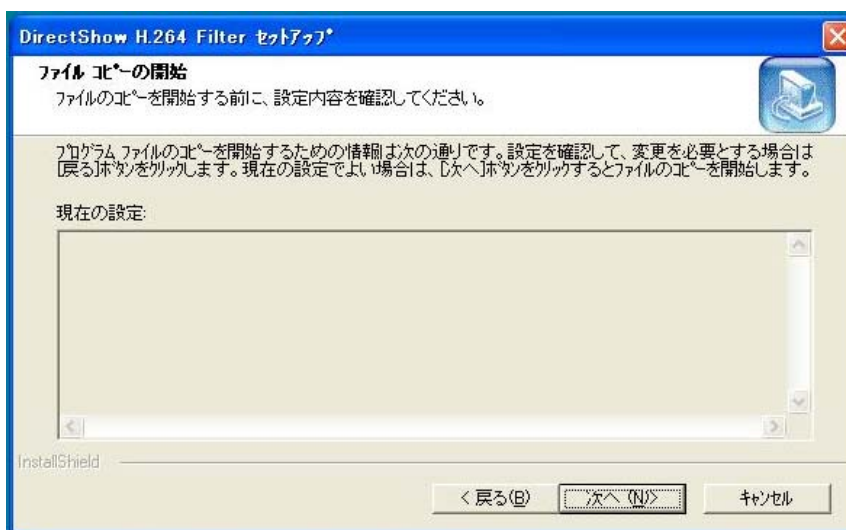 DirectShow H.264 Filter ｾｯﾄｱｯﾌﾟ
ﾌｧｲﾙ ｺﾋﾟｰの開始
ﾌｧｲﾙのｺﾋﾟｰを開始する前に、設定内容を確認してください。
ﾌﾟﾛｸﾞﾗﾑ ﾌｧｲﾙのｺﾋﾟｰを開始するための情報は次の通りです。設定を確認して、変更を必要とする場合は
[戻る]ﾎﾞﾀﾝをｸﾘｯｸします。現在の設定でよい場合は、[次へ]ﾎﾞﾀﾝをｸﾘｯｸするとﾌｧｲﾙのｺﾋﾟｰを開始します。
現在の設定:
InstallShield
< 戻る(B)
次へ (N)>
ｷｬﾝｾﾙ